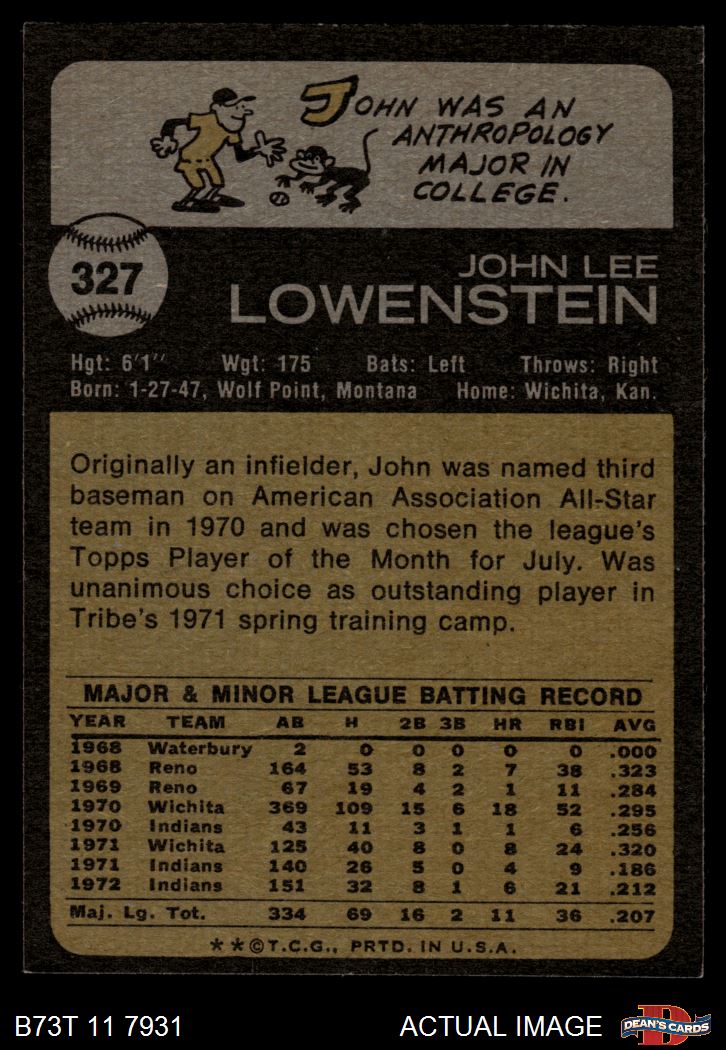 JOHN WAS AN
ANTHROPOLOGY
MAJOR IN
COLLEGE.
327
JOHN LEE
LOWENSTEIN
Hgt: 6'1" Wgt: 175 Bats: Left Throws: Right
Born: 1-27-47, Wolf Point, Montana Home: Wichita, Kan.
Originally an infielder, John was named third
baseman on American Association All-Star
team in 1970 and was chosen the league's
Topps Player of the Month for July. Was
unanimous choice as outstanding player in
Tribe's 1971 spring training camp.
MAJOR & MINOR LEAGUE BATTING RECORD
YEAR TEAM AB H 2B 3B HR RBI AVG
1968 Waterbury 2 0 0 0 0 0 .000
1968 Reno 164 53 8 2 7 38 .323
1969 Reno 67 19 4 2 1 11 .284
1970 Wichita 369 109 15 6 18 52 .295
1970 Indians 43 11 3 1 1 6 .256
1971 Wichita 125 40 8 0 8 24 .320
1971 Indians 140 26 5 0 4 9 .186
1972 Indians 151 32 8 1 6 21 .212
Maj. Lg. Tot. 334 69 16 2 11 36 .207
**©T.C.G., PRTD. IN U.S.A.
B73T 11 7931 ACTUAL IMAGE D DEAN'S CARDS